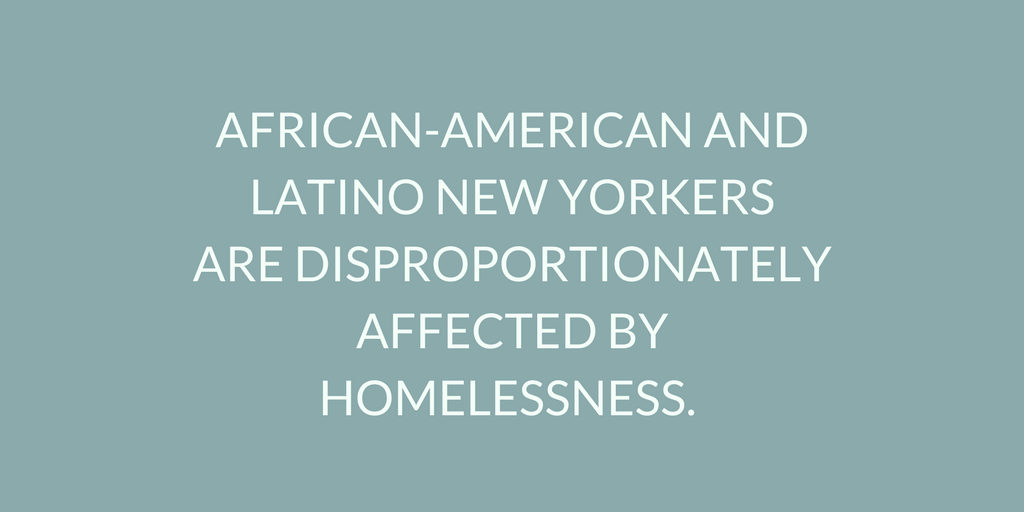 AFRICAN-AMERICAN AND
LATINO NEW YORKERS
ARE DISPROPORTIONATELY
AFFECTED BY
HOMELESSNESS.